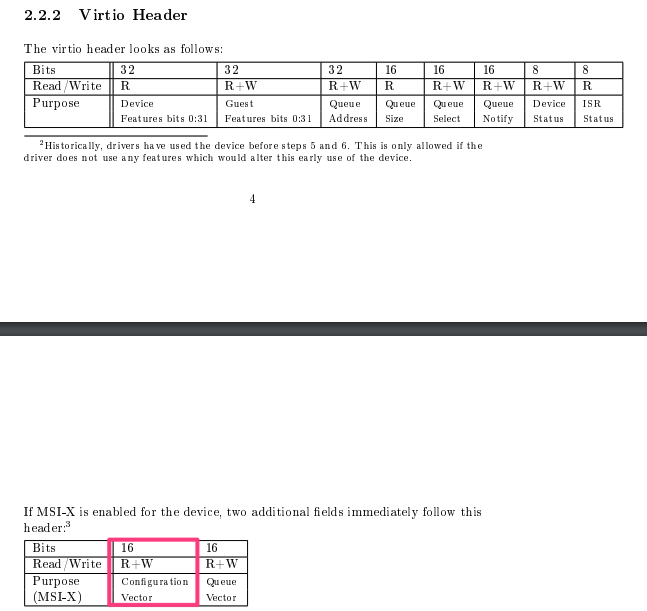 2.2.2 Virtio Header
The virtio header looks as follows:
Bits 32 32 32 16 16 16 8 8
Read/Write R R+W R+W R R+W R+W R+W R
Purpose Device Guest Queue Queue Queue Queue Device ISR
Features bits 0:31 Features bits 0:31 Address Size Select Notify Status Status
2Historically, drivers have used the device before steps 5 and 6. This is only allowed if the
driver does not use any features which would alter this early use of the device.
4
If MSI-X is enabled for the device, two additional fields immediately follow this
header:3
Bits 16 16
Read/Write R+W R+W
Purpose Configuration Queue
(MSI-X) Vector Vector